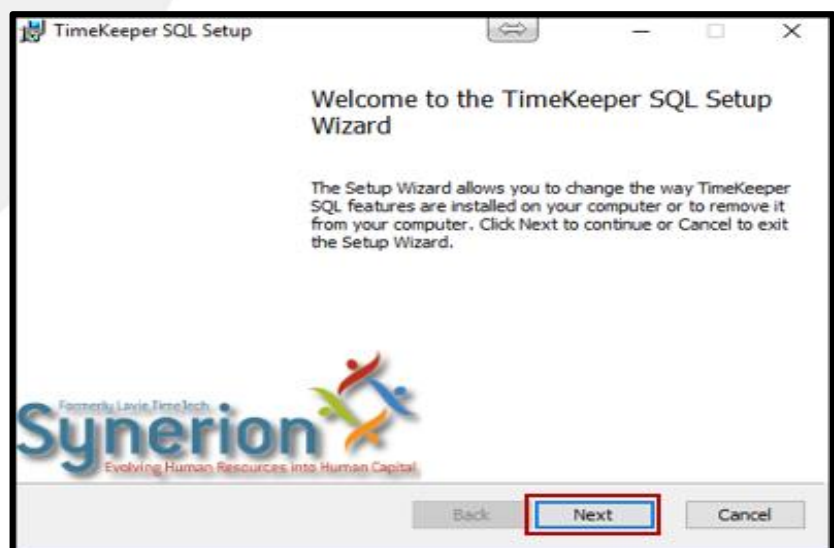 TimeKeeper SQL Setup
Welcome to the TimeKeeper SQL Setup
Wizard
The Setup Wizard allows you to change the way TimeKeeper
SQL features are installed on your computer or to remove it
from your computer. Click Next to continue or Cancel to exit
the Setup Wizard.
Formerly Lavie TimeTech
Synerion
Evolving Human Resources into Human Capital
Back Next Cancel